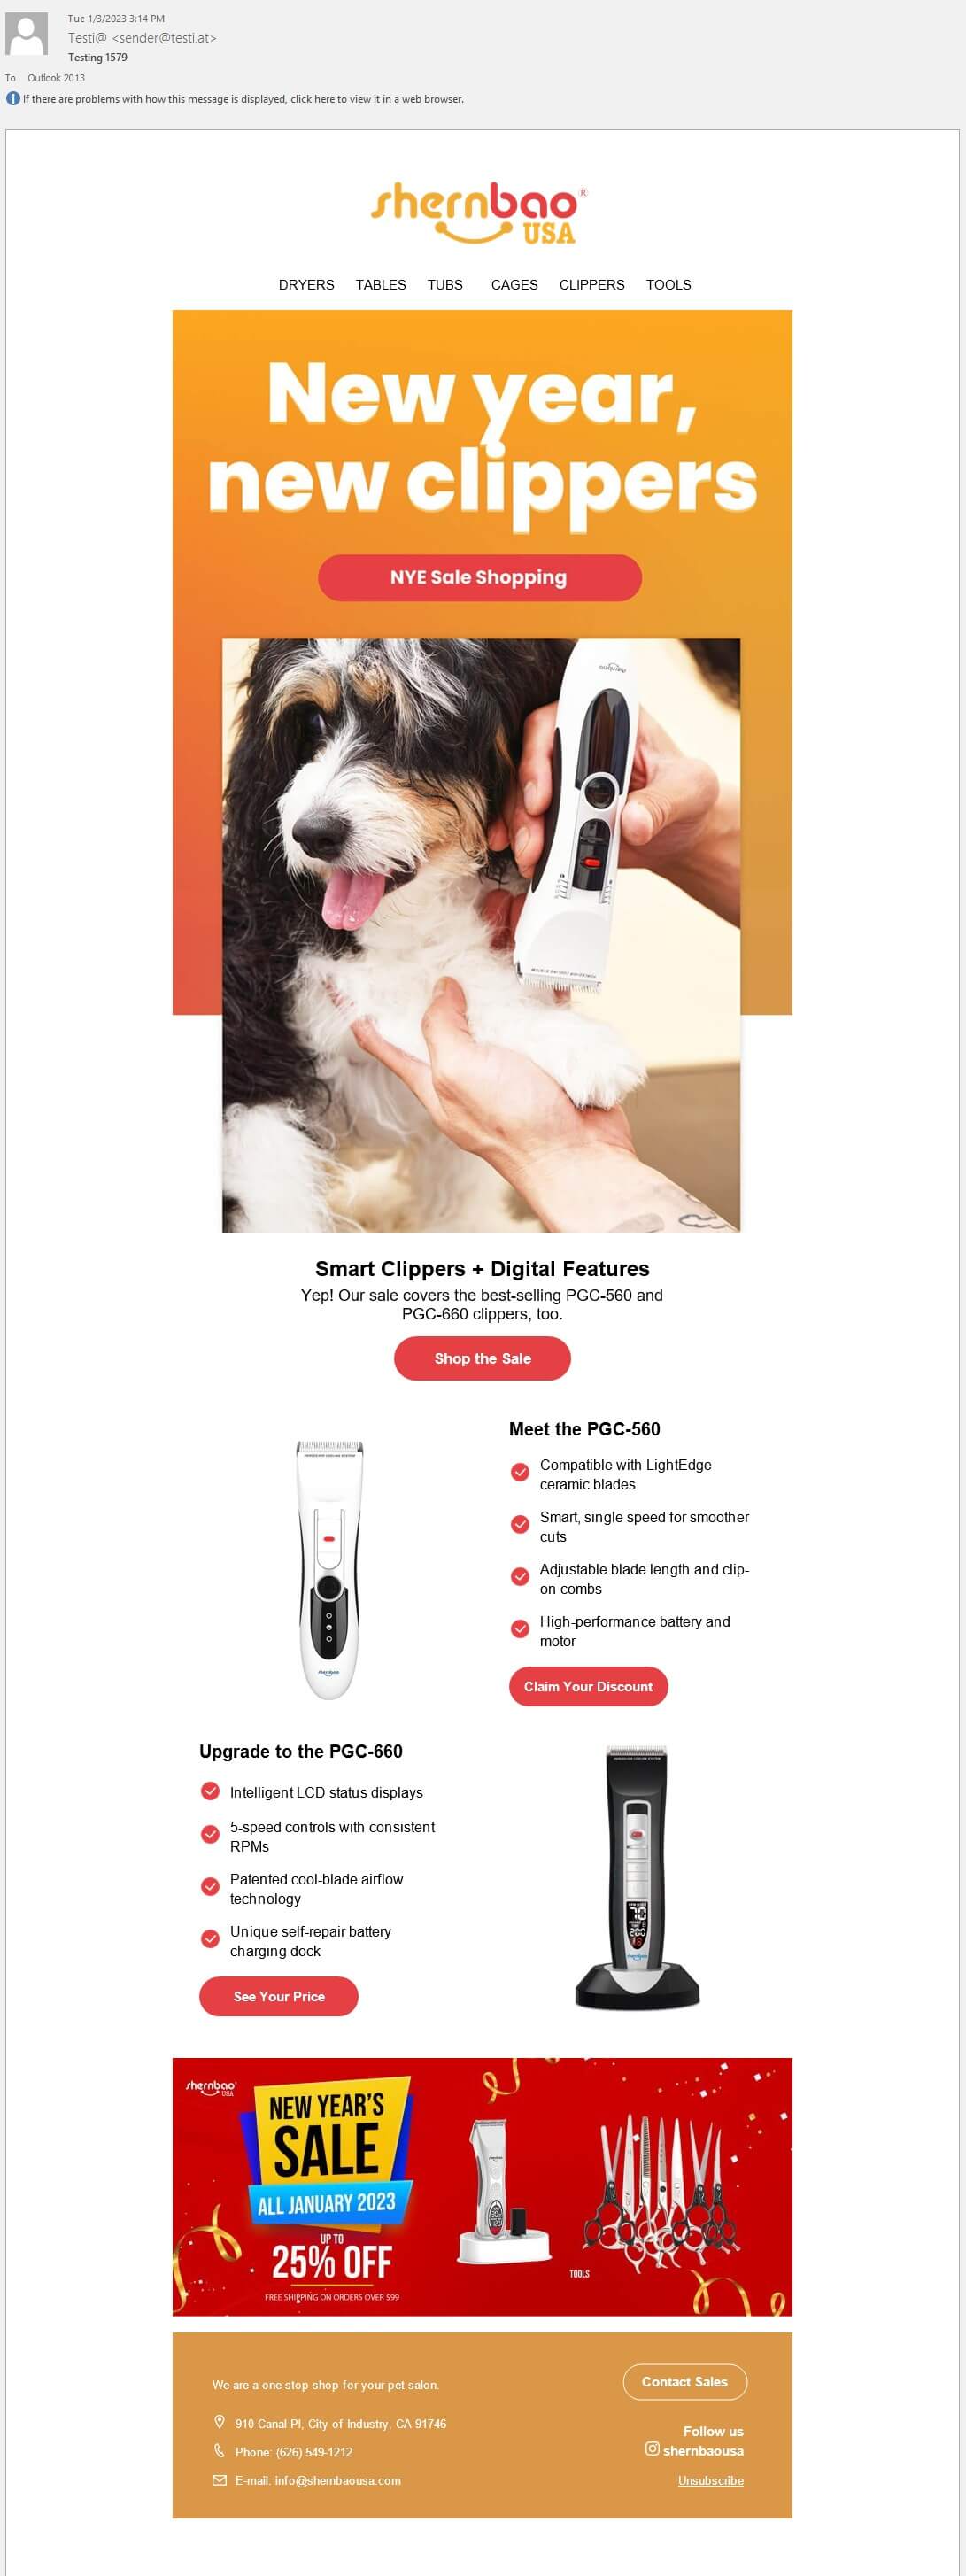 Tue 1/3/2023 3:14 PM
Testi@ <sender@testi.at>
Testing 1579
To Outlook 2013
If there are problems with how this message is displayed, click here to view it in a web browser.
shernbao®
USA
DRYERS TABLES TUBS CAGES CLIPPERS TOOLS
New year,
new clippers
NYE Sale Shopping
Smart Clippers + Digital Features
Yep! Our sale covers the best-selling PGC-560 and
PGC-660 clippers, too.
Shop the Sale
Meet the PGC-560
Compatible with LightEdge
ceramic blades
Smart, single speed for smoother
cuts
Adjustable blade length and clip-
on combs
High-performance battery and
motor
shernbao
Claim Your Discount
Upgrade to the PGC-660
Intelligent LCD status displays
5-speed controls with consistent
RPMs
Patented cool-blade airflow
technology
Unique self-repair battery
charging dock
See Your Price
70
200
shernbao
shernbao
USA
NEW YEAR'S
SALE
ALL JANUARY 2023
UP TO
25% OFF
FREE SHIPPING ON ORDERS OVER $99
TOOLS
We are a one stop shop for your pet salon.
910 Canal Pl, City of Industry, CA 91746
Phone: (626) 549-1212
E-mail: info@shernbaousa.com
Contact Sales
Follow us
shernbaousa
Unsubscribe